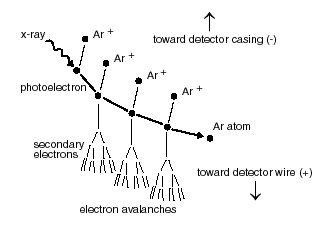 x-ray
Ar +
toward detector casing (-)
Ar +
Ar +
photoelectron
Ar +
Ar atom
secondary
electrons
toward detector wire (+)
electron avalanches